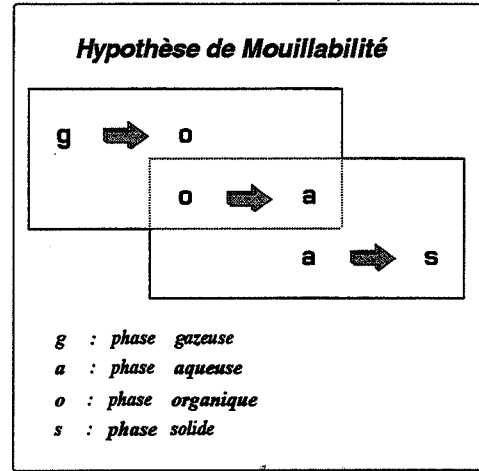 Hypothèse de Mouillabilité
g o
o a
a s
g : phase gazeuse
a : phase aqueuse
o : phase organique
s : phase solide